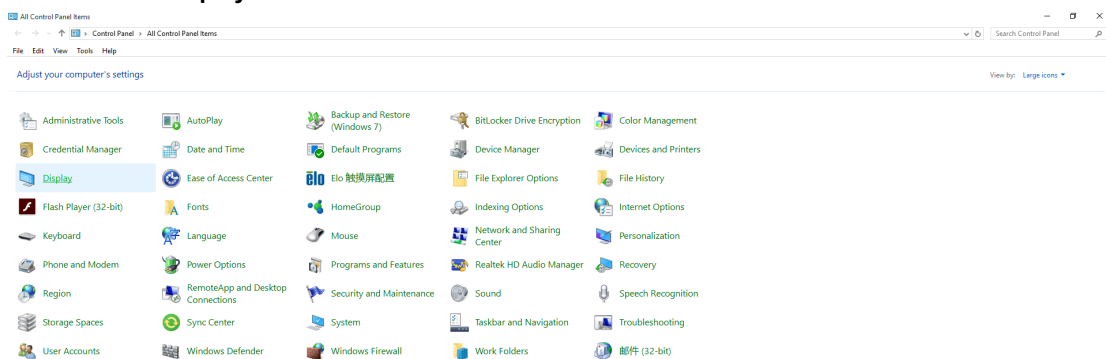 All Control Panel Items
Control Panel › All Control Panel Items
Search Control Panel
File Edit View Tools Help
Adjust your computer's settings
View by: Large icons
Administrative Tools
AutoPlay
Backup and Restore
(Windows 7)
BitLocker Drive Encryption
Color Management
Credential Manager
Date and Time
Default Programs
Device Manager
Devices and Printers
Display
Ease of Access Center
elo Elo 触摸屏配置
File Explorer Options
File History
Flash Player (32-bit)
Fonts
HomeGroup
Indexing Options
Internet Options
Keyboard
Language
Mouse
Network and Sharing
Center
Personalization
Phone and Modem
Power Options
Programs and Features
Realtek HD Audio Manager
Recovery
Region
RemoteApp and Desktop
Connections
Security and Maintenance
Sound
Speech Recognition
Storage Spaces
Sync Center
System
Taskbar and Navigation
Troubleshooting
User Accounts
Windows Defender
Windows Firewall
Work Folders
邮件 (32-bit)